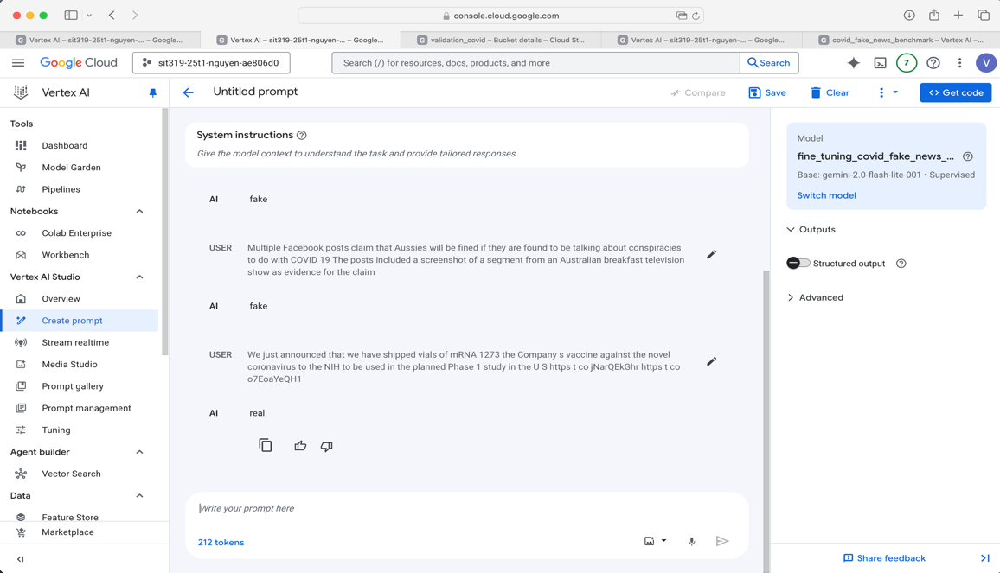 console.cloud.google.com
G Vertex AI – sit319-25t1-nguyen-... – Google...
G Vertex AI – sit319-25t1-nguyen-... – Google...
G validation_covid – Bucket details – Cloud St...
G Vertex AI – sit319-25t1-nguyen-... – Google...
G covid_fake_news_benchmark – Vertex AI –...
Google Cloud
sit319-25t1-nguyen-ae806d0
Search (/) for resources, docs, products, and more
Search
7
V
Vertex AI
Untitled prompt
Compare
Save
Clear
Get code
Tools
Dashboard
Model Garden
Pipelines
Notebooks
Colab Enterprise
Workbench
Vertex AI Studio
Overview
Create prompt
Stream realtime
Media Studio
Prompt gallery
Prompt management
Tuning
Agent builder
Vector Search
Data
Feature Store
Marketplace
System instructions
Give the model context to understand the task and provide tailored responses
AI fake
USER Multiple Facebook posts claim that Aussies will be fined if they are found to be talking about conspiracies
to do with COVID 19 The posts included a screenshot of a segment from an Australian breakfast television
show as evidence for the claim
AI fake
USER We just announced that we have shipped vials of mRNA 1273 the Company s vaccine against the novel
coronavirus to the NIH to be used in the planned Phase 1 study in the U S https t co jNarQEkGhr https t co
o7EoaYeQH1
AI real
Write your prompt here
212 tokens
Model
fine_tuning_covid_fake_news_...
Base: gemini-2.0-flash-lite-001 • Supervised
Switch model
Outputs
Structured output
Advanced
Share feedback